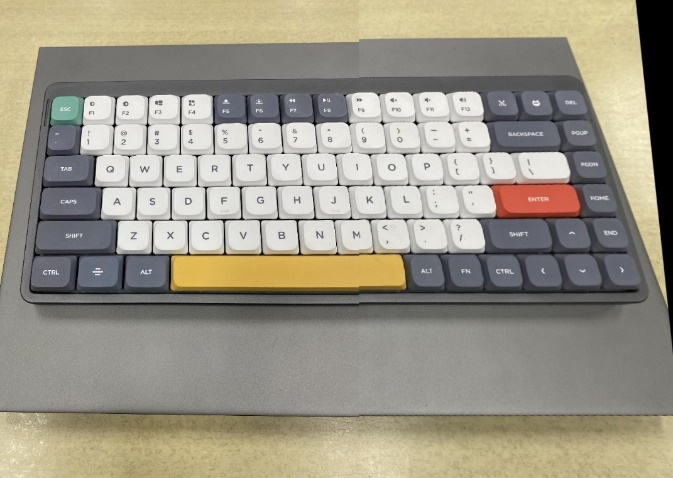 ESC F1 F2 F3 F4 F5 F6 F7 F8 F9 F10 F11 F12 DEL
~ ! 1 @ 2 # 3 $ 4 % 5 ^ 6 & 7 * 8 ( 9 ) 0 — - + = BACKSPACE PGUP
TAB Q W E R T Y U I O P { [ } ] | \ PGDN
CAPS A S D F G H J K L : ; " ' ENTER HOME
SHIFT Z X C V B N M < , > . ? / SHIFT END
CTRL ALT ALT FN CTRL